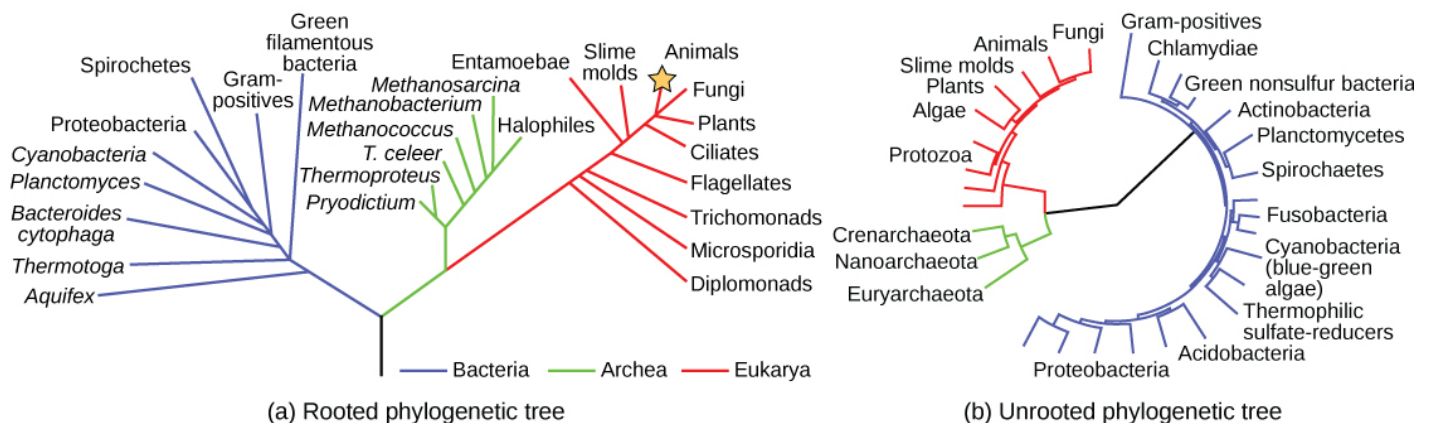 Green
filamentous
bacteria
Spirochetes
Gram-
positives
Proteobacteria
Cyanobacteria
Planctomyces
Bacteroides
cytophaga
Thermotoga
Aquifex
Methanosarcina
Methanobacterium
Methanococcus
Halophiles
T. celeer
Thermoproteus
Pryodictium
Entamoebae
Slime
molds
Animals
Fungi
Plants
Ciliates
Flagellates
Trichomonads
Microsporidia
Diplomonads
Bacteria
Archea
Eukarya
(a) Rooted phylogenetic tree
Fungi
Animals
Slime molds
Plants
Algae
Protozoa
Crenarchaeota
Nanoarchaeota
Euryarchaeota
Gram-positives
Chlamydiae
Green nonsulfur bacteria
Actinobacteria
Planctomycetes
Spirochaetes
Fusobacteria
Cyanobacteria
(blue-green
algae)
Thermophilic
sulfate-reducers
Acidobacteria
Proteobacteria
(b) Unrooted phylogenetic tree